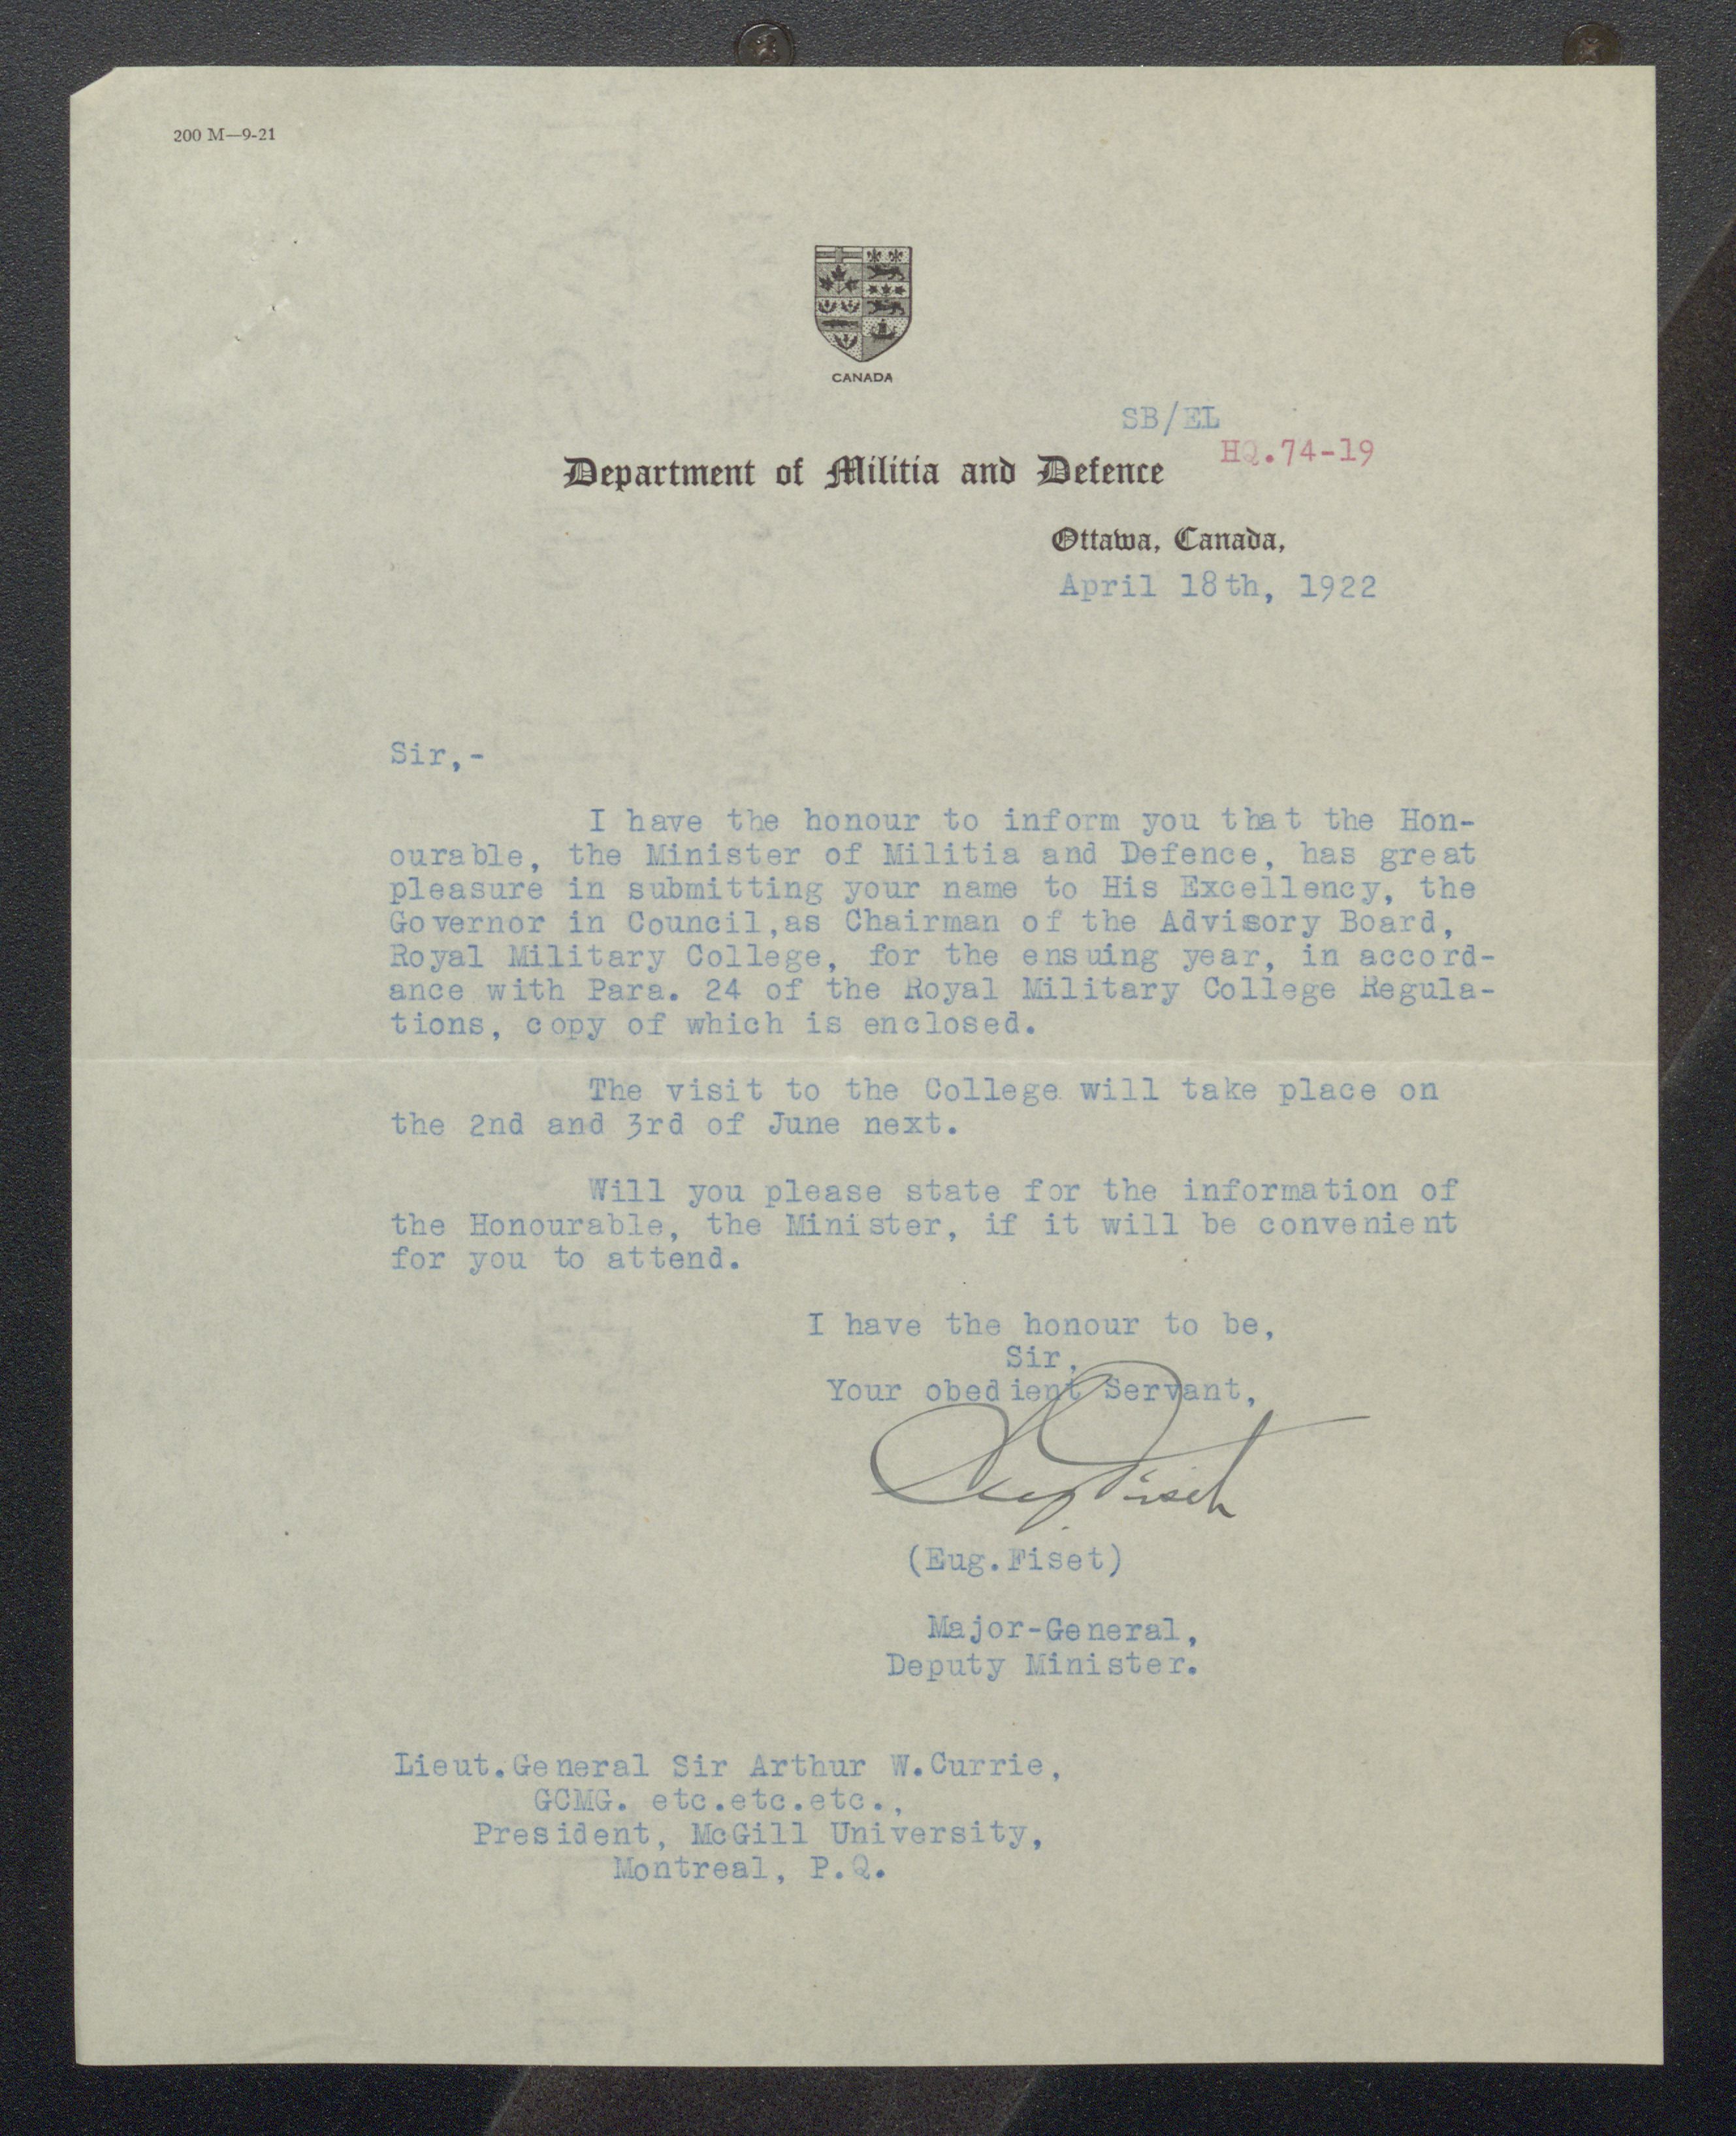 200 M—9-21
CANADA
SB/EL
HQ.74-19
Department of Militia and Defence
Ottawa, Canada,
April 18th, 1922
Sir,-
I have the honour to inform you that the Hon-
ourable, the Minister of Militia and Defence, has great
pleasure in submitting your name to His Excellency, the
Governor in Council,as Chairman of the Advisory Board,
Royal Military College, for the ensuing year, in accord-
ance with Para. 24 of the Royal Military College Regula-
tions, copy of which is enclosed.
The visit to the College will take place on
the 2nd and 3rd of June next.
Will you please state for the information of
the Honourable, the Minister, if it will be convenient
for you to attend.
I have the honour to be,
Sir,
Your obedient Servant,
Eug Fiset
(Eug.Fiset)
Major-General,
Deputy Minister.
Lieut.General Sir Arthur W.Currie,
GCMG. etc.etc.etc.,
President, McGill University,
Montreal, P.Q.